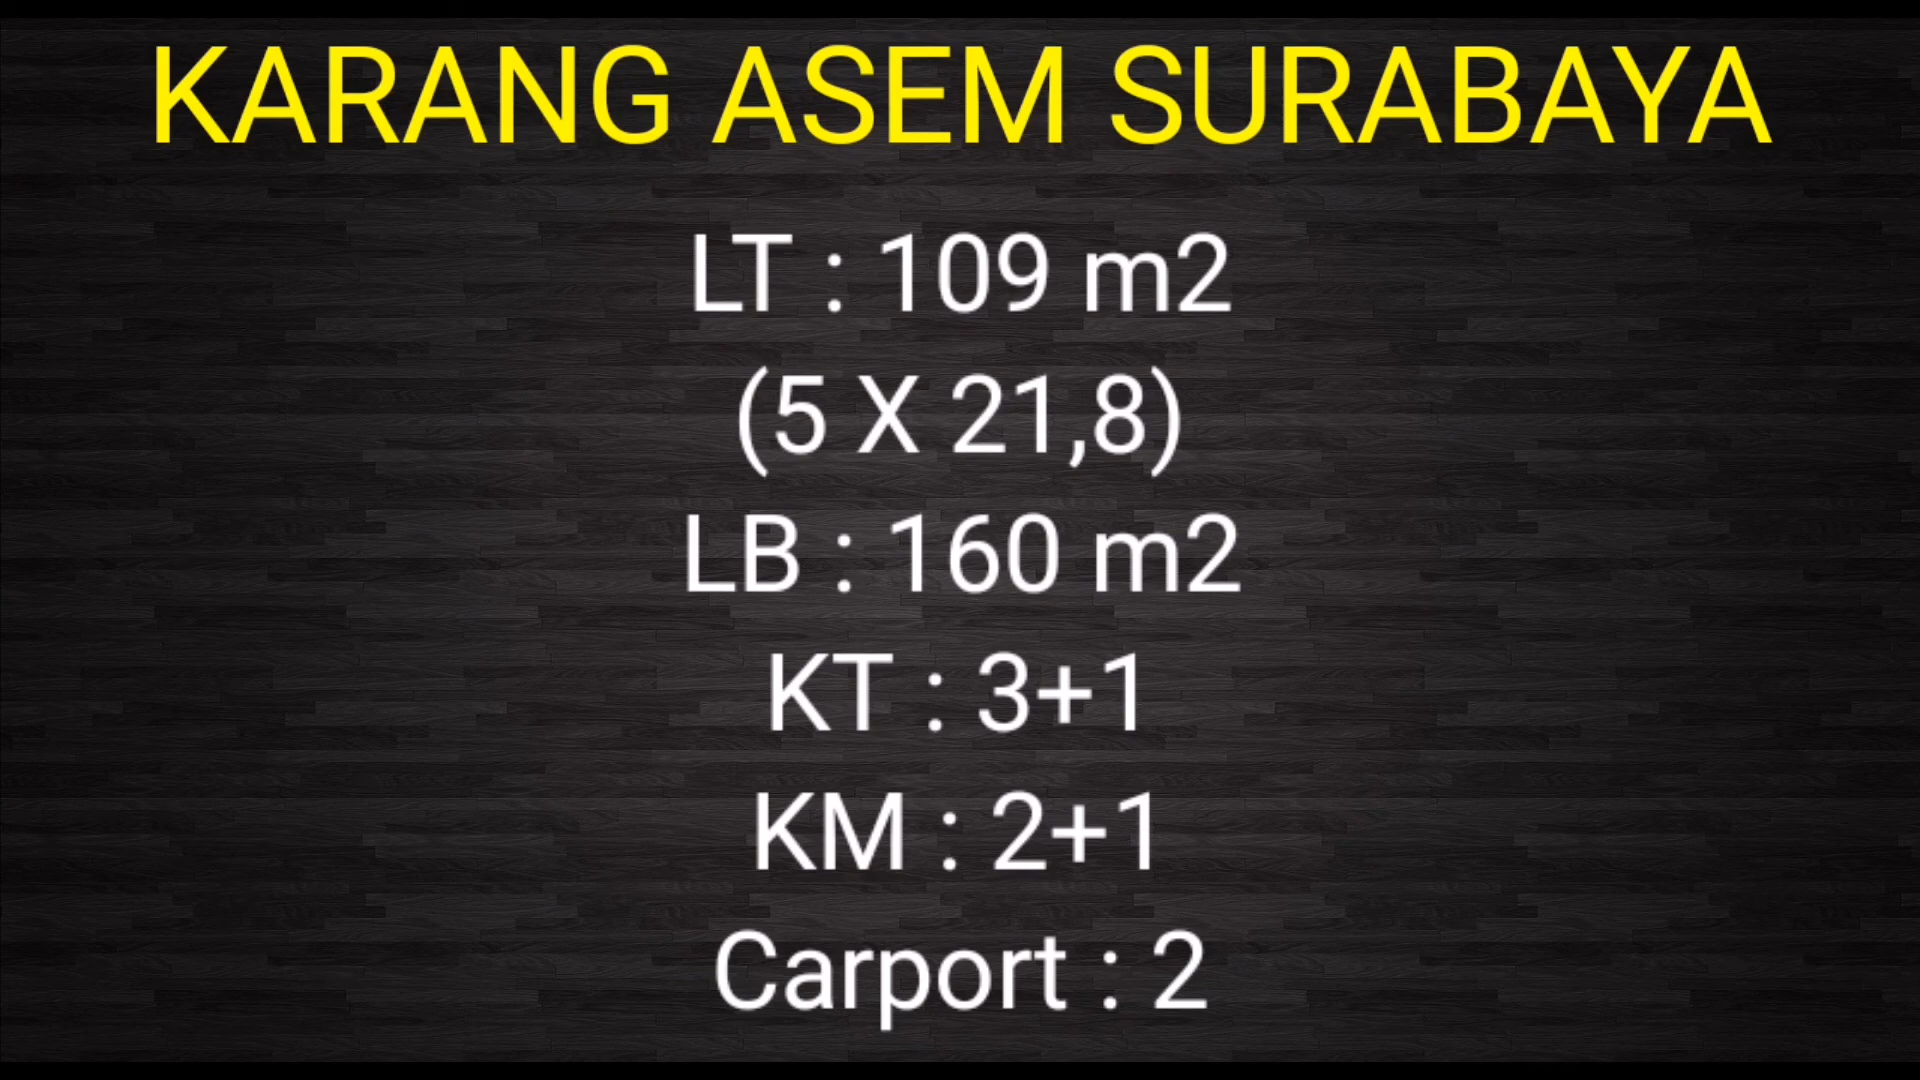 KARANG ASEM SURABAYA
LT : 109 m2
(5 X 21,8)
LB : 160 m2
KT : 3+1
KM : 2+1
Carport : 2